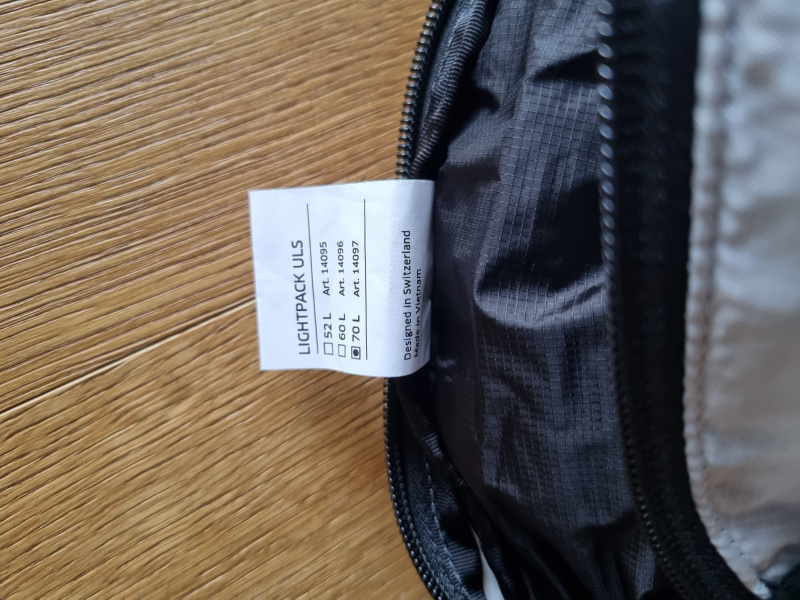 LIGHTPACK ULS
52 L Art. 14095
60 L Art. 14096
70 L Art. 14097
Designed in Switzerland
Made in Vietnam